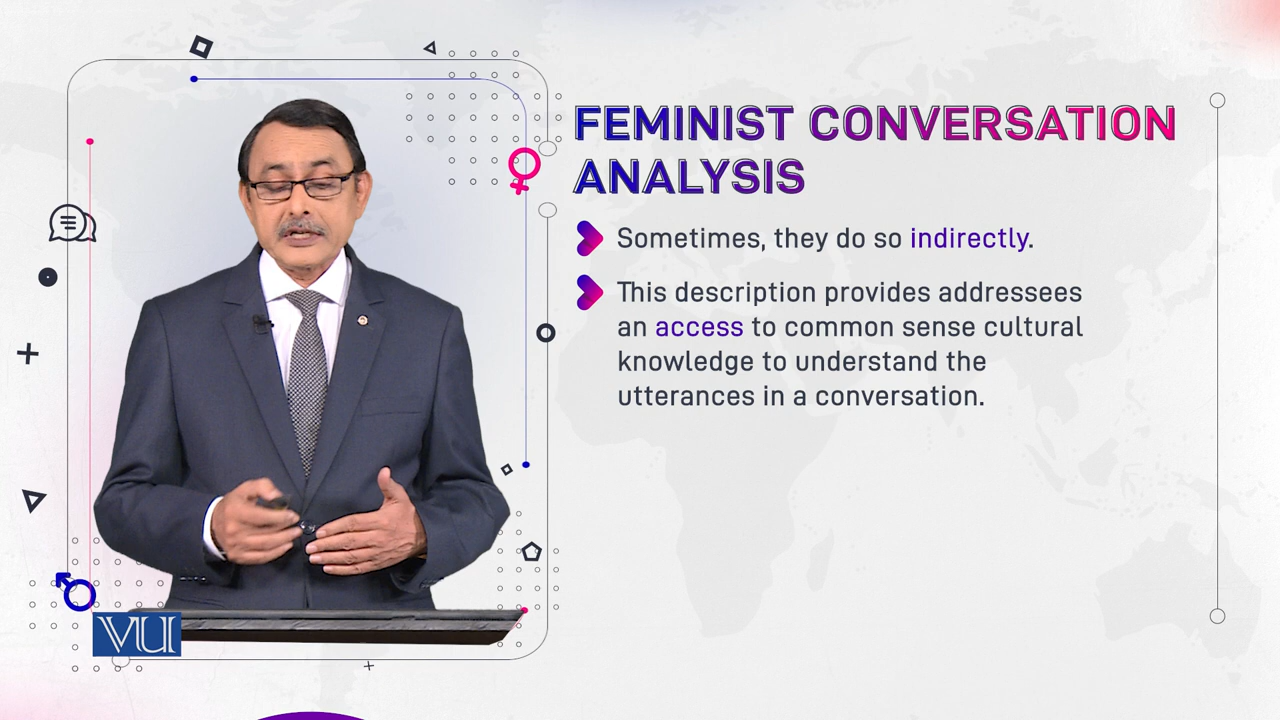 FEMINIST CONVERSATION
ANALYSIS
Sometimes, they do so indirectly.
This description provides addressees
an access to common sense cultural
knowledge to understand the
utterances in a conversation.
VU